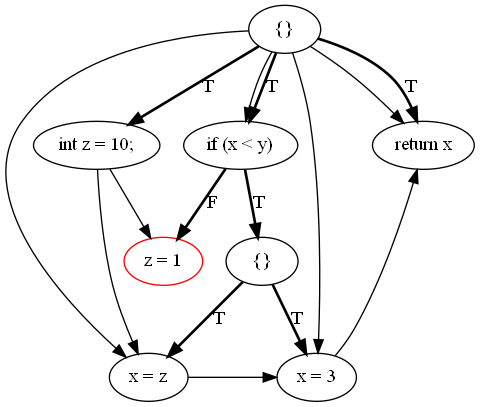 {}
T
T
T
int z = 10;
if (x < y)
return x
F
T
z = 1
{}
T
T
x = z
x = 3